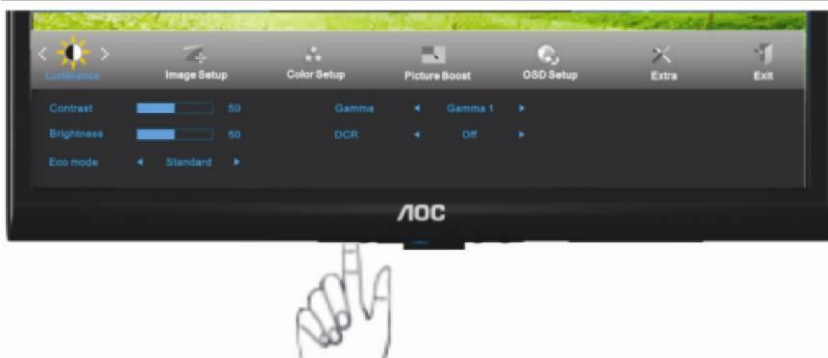 < >
Luminance Image Setup Color Setup Picture Boost OSD Setup Extra Exit
Contrast 50 Gamma ◄ Gamma 1 ►
Brightness 50 DCR ◄ Off ►
Eco mode ◄ Standard ►
AOC